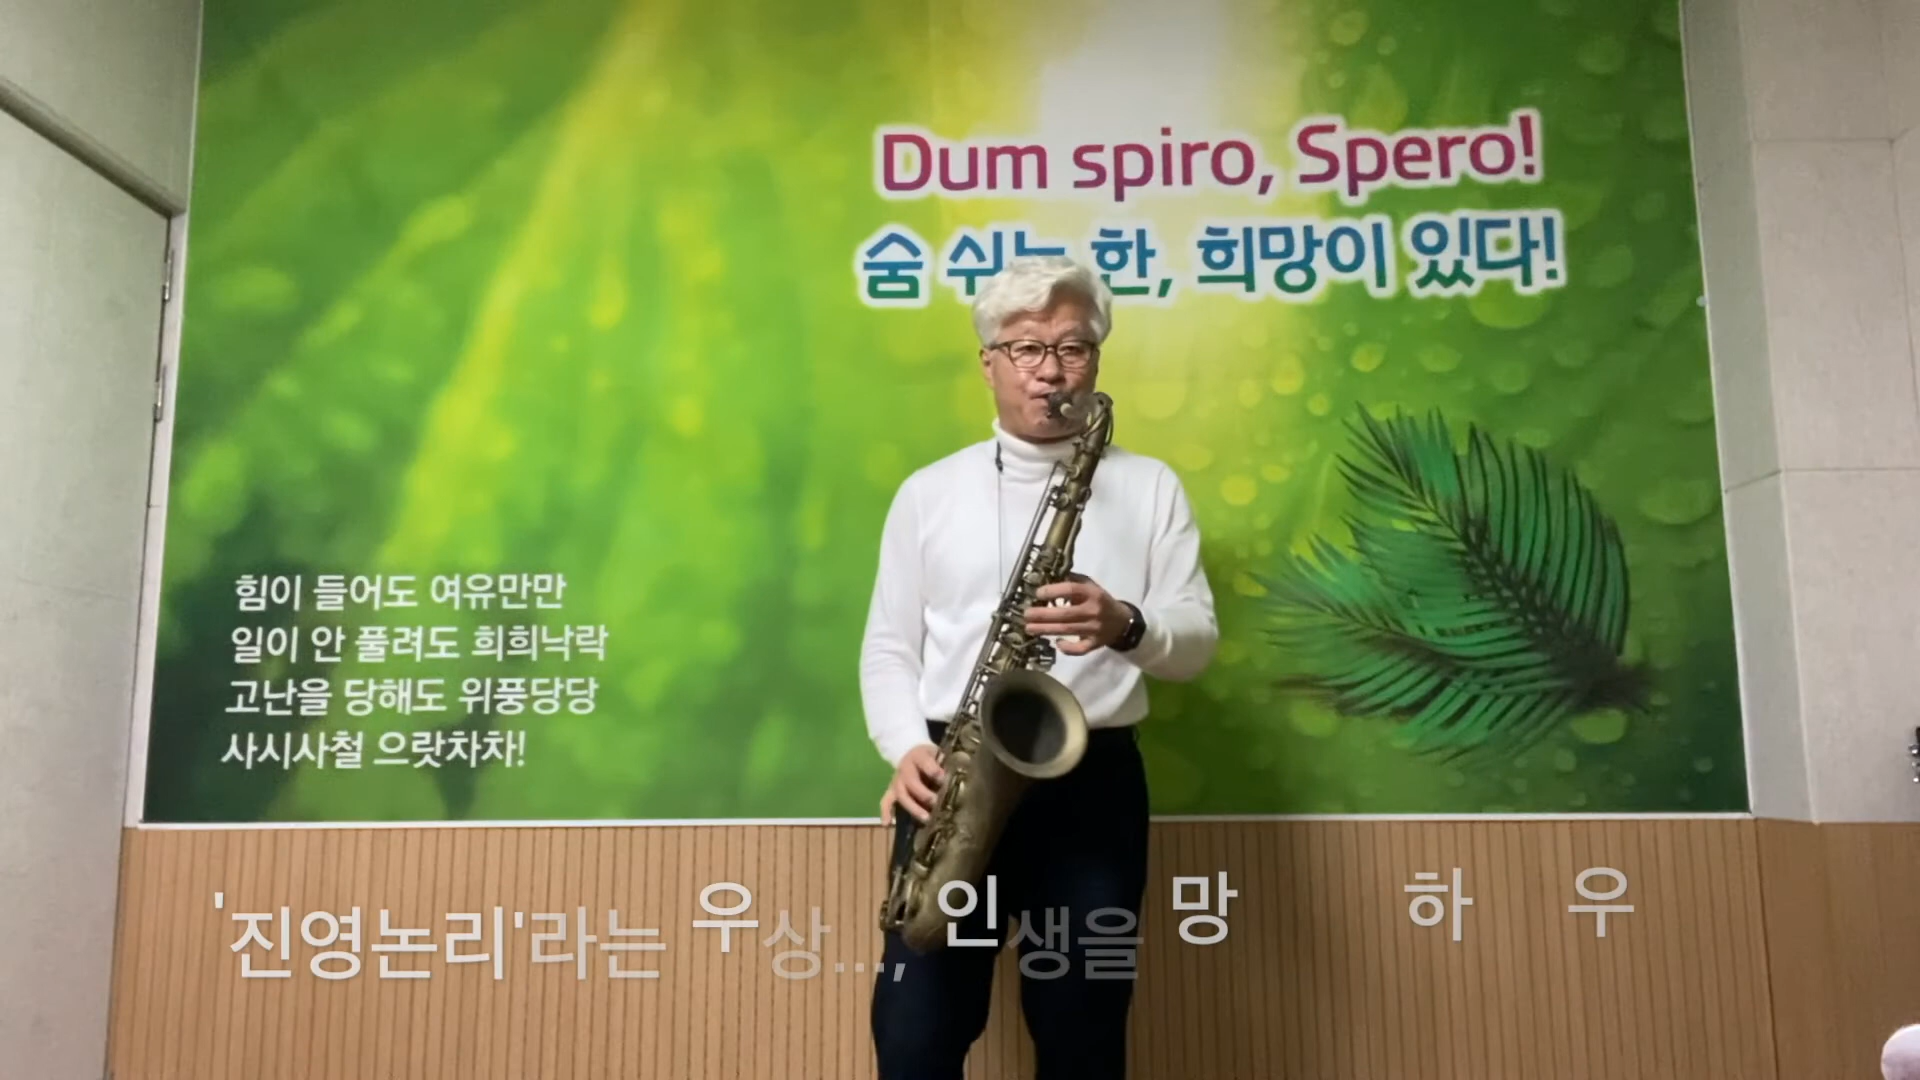 Dum spiro, Spero!
숨 쉬는 한, 희망이 있다!
힘이 들어도 여유만만
일이 안 풀려도 희희낙락
고난을 당해도 위풍당당
사시사철 으랏차차!
'진영논리'라는 우상..., 인생을 망 하 우